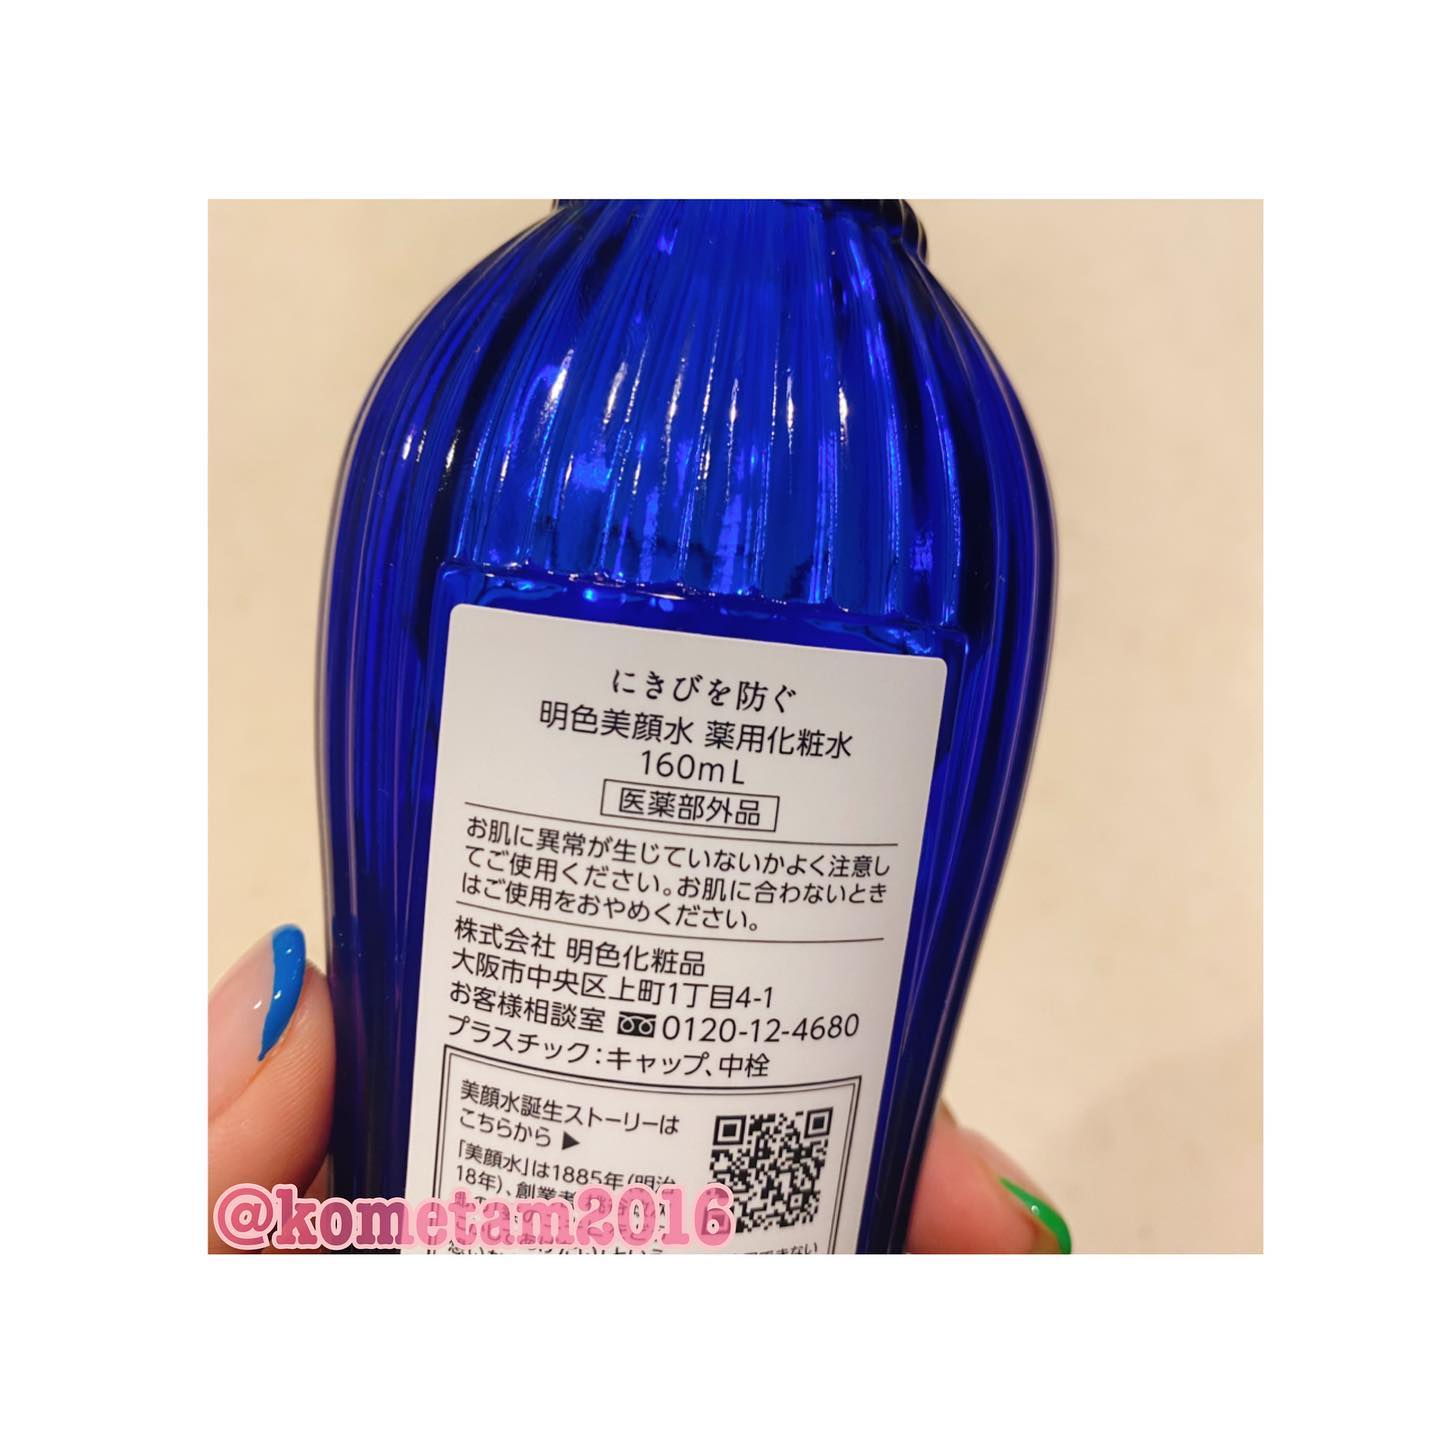 にきびを防ぐ
明色美顔水 薬用化粧水
160mL
医薬部外品
お肌に異常が生じていないかよく注意し
てご使用ください。お肌に合わないとき
はご使用をおやめください。
株式会社 明色化粧品
大阪市中央区上町1丁目4-1
お客様相談室 0120-12-4680
プラスチック：キャップ、中栓
美顔水誕生ストーリーは
こちらから ▶
「美顔水」は1885年(明治
18年)、創業者
@kometam2016